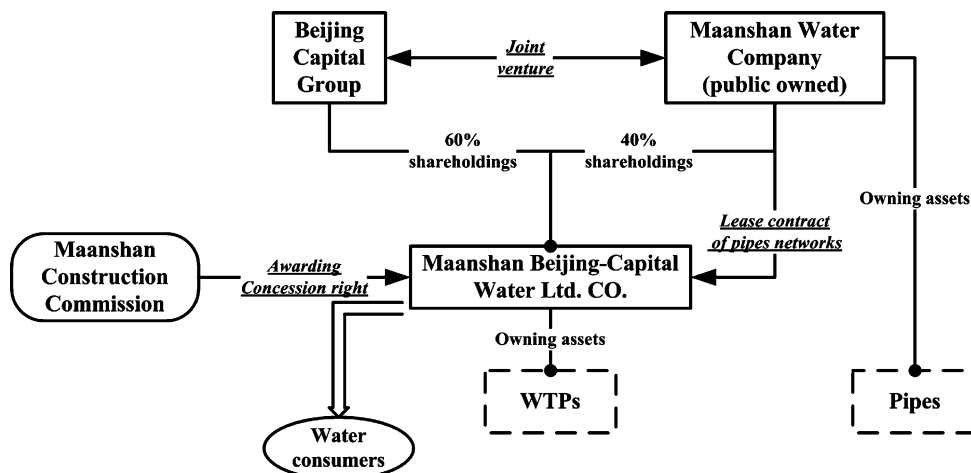 Beijing
Capital
Group
Joint
venture
Maanshan Water
Company
(public owned)
60%
shareholdings
40%
shareholdings
Owning assets
Lease contract
of pipes networks
Maanshan
Construction
Commission
Awarding
Concession right
Maanshan Beijing-Capital
Water Ltd. CO.
Owning assets
WTPs
Pipes
Water
consumers